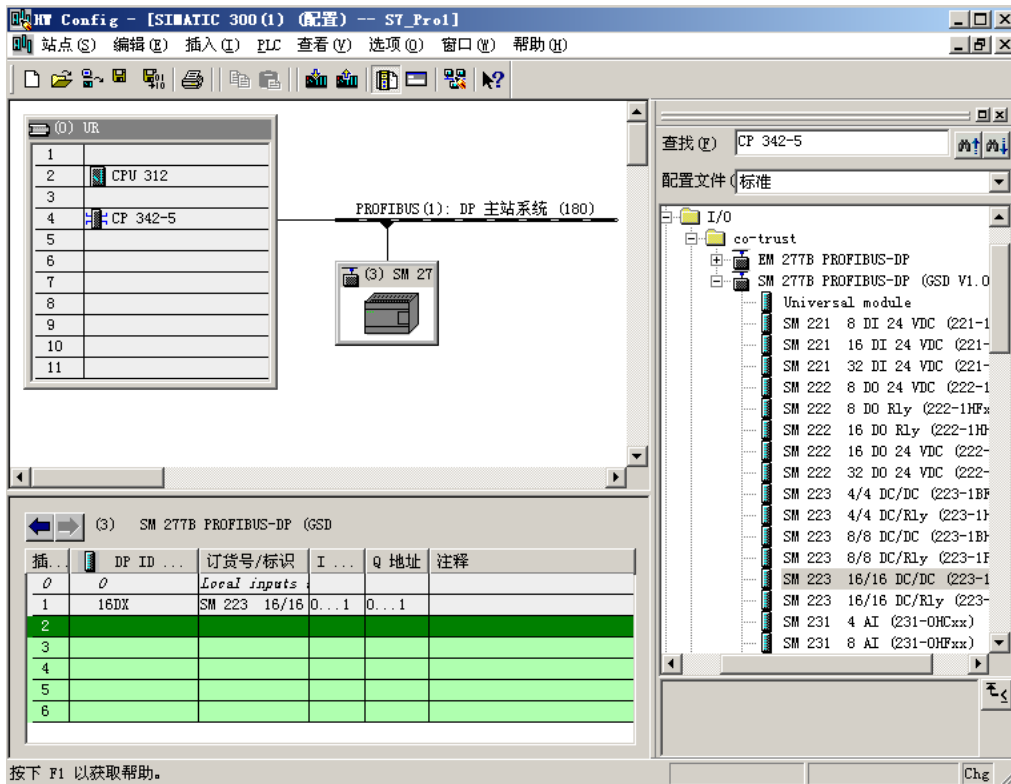 HW Config - [SIMATIC 300(1) (配置) -- S7_Pro1]
站点(S) 编辑(E) 插入(I) PLC 查看(V) 选项(O) 窗口(W) 帮助(H)
(0) UR
1
2 CPU 312
3
4 CP 342-5
5
6
7
8
9
10
11
PROFIBUS(1): DP 主站系统 (180)
(3) SM 27
查找(F) CP 342-5
配置文件( 标准
I/O
co-trust
EM 277B PROFIBUS-DP
SM 277B PROFIBUS-DP (GSD V1.0
Universal module
SM 221 8 DI 24 VDC (221-1
SM 221 16 DI 24 VDC (221-
SM 221 32 DI 24 VDC (221-
SM 222 8 DO 24 VDC (222-1
SM 222 8 DO Rly (222-1HFx
SM 222 16 DO Rly (222-1HH
SM 222 16 DO 24 VDC (222-
SM 222 32 DO 24 VDC (222-
SM 223 4/4 DC/DC (223-1BF
SM 223 4/4 DC/Rly (223-1H
SM 223 8/8 DC/DC (223-1BH
SM 223 8/8 DC/Rly (223-1F
SM 223 16/16 DC/DC (223-1
SM 223 16/16 DC/Rly (223-
SM 231 4 AI (231-0HCxx)
SM 231 8 AI (231-0HFxx)
(3) SM 277B PROFIBUS-DP (GSD
插... DP ID ... 订货号/标识 I ... Q 地址 注释
0 0 Local inputs
1 16DX SM 223 16/16 0...1 0...1
2
3
4
5
6
按下 F1 以获取帮助。
Chg